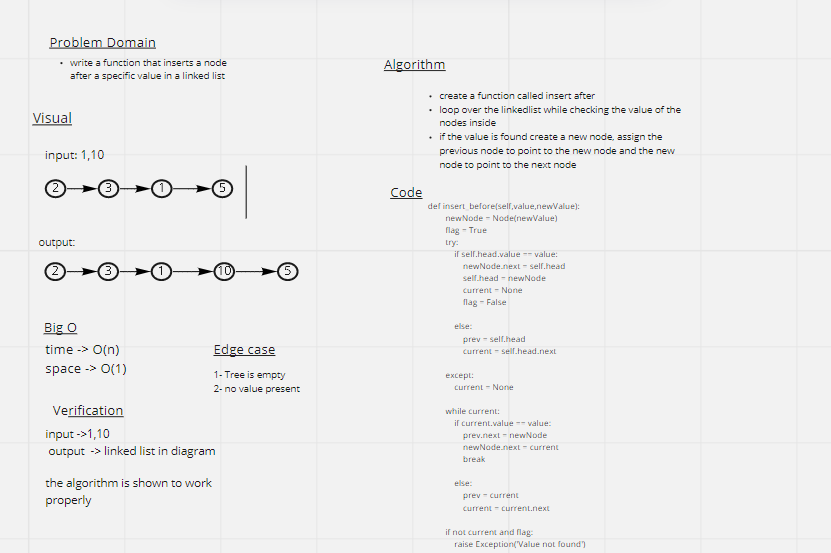 Problem Domain
• write a function that inserts a node
after a specific value in a linked list
Visual
input: 1,10
2 3 1 5
output:
2 3 1 10 5
Big O
time -> O(n)
space -> O(1)
Edge case
1- Tree is empty
2- no value present
Verification
input ->1,10
output -> linked list in diagram
the algorithm is shown to work
properly
Algorithm
• create a function called insert after
• loop over the linkedlist while checking the value of the
nodes inside
• if the value is found create a new node, assign the
previous node to point to the new node and the new
node to point to the next node
Code
def insert_before(self,value,newValue):
newNode = Node(newValue)
flag = True
try:
if self.head.value == value:
newNode.next = self.head
self.head = newNode
current = None
flag = False
else:
prev = self.head
current = self.head.next
except:
current = None
while current:
if current.value == value:
prev.next = newNode
newNode.next = current
break
else:
prev = current
current = current.next
if not current and flag:
raise Exception('Value not found')